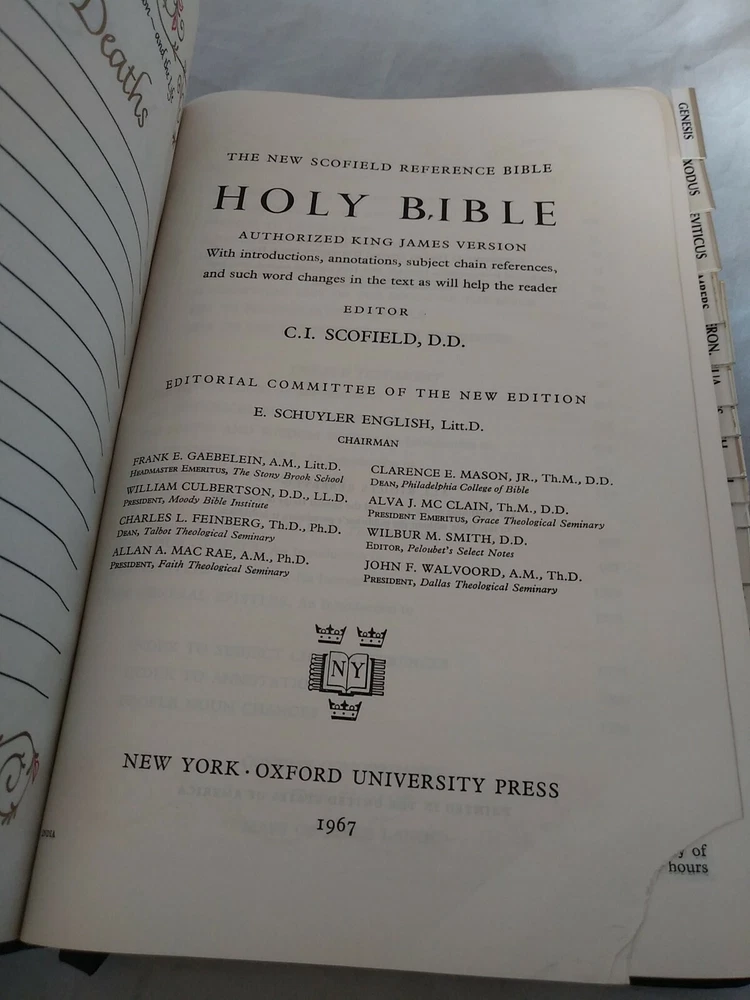 Deaths
and the life
THE NEW SCOFIELD REFERENCE BIBLE
HOLY BIBLE
AUTHORIZED KING JAMES VERSION
With introductions, annotations, subject chain references,
and such word changes in the text as will help the reader
EDITOR
C.I. SCOFIELD, D.D.
EDITORIAL COMMITTEE OF THE NEW EDITION
E. SCHUYLER ENGLISH, Litt.D.
CHAIRMAN
FRANK E. GAEBELEIN, A.M., Litt.D.
HEADMASTER EMERITUS, The Stony Brook School
WILLIAM CULBERTSON, D.D., LL.D.
PRESIDENT, Moody Bible Institute
CHARLES L. FEINBERG, Th.D., Ph.D.
DEAN, Talbot Theological Seminary
ALLAN A. MAC RAE, A.M., Ph.D.
PRESIDENT, Faith Theological Seminary
CLARENCE E. MASON, JR., Th.M., D.D.
DEAN, Philadelphia College of Bible
ALVA J. MC CLAIN, Th.M., D.D.
PRESIDENT EMERITUS, Grace Theological Seminary
WILBUR M. SMITH, D.D.
EDITOR, Peloubet's Select Notes
JOHN F. WALVOORD, A.M., Th.D.
PRESIDENT, Dallas Theological Seminary
NY
NEW YORK · OXFORD UNIVERSITY PRESS
1967
of
hours
GENESIS
XODUS
EVITICUS
RON.